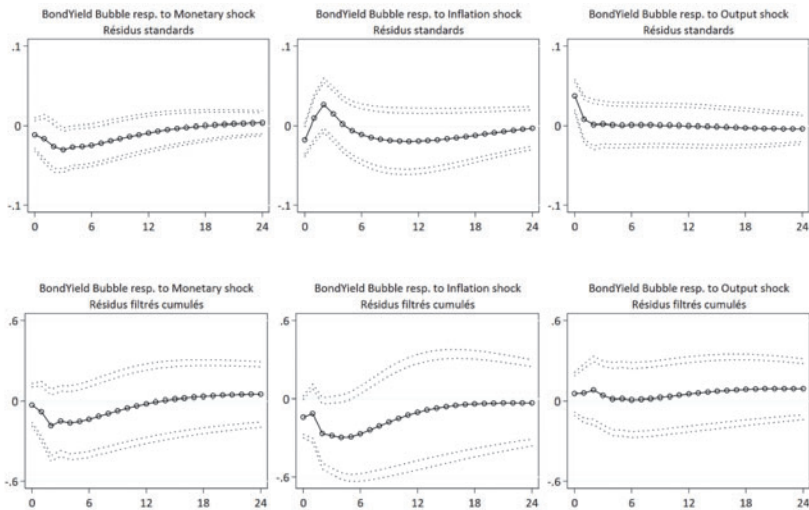 BondYield Bubble resp. to Monetary shock
Résidus standards
.1
0
-.1
0 6 12 18 24
BondYield Bubble resp. to Inflation shock
Résidus standards
.1
0
-.1
0 6 12 18 24
BondYield Bubble resp. to Output shock
Résidus standards
.1
0
-.1
0 6 12 18 24
BondYield Bubble resp. to Monetary shock
Résidus filtrés cumulés
.6
0
-.6
0 6 12 18 24
BondYield Bubble resp. to Inflation shock
Résidus filtrés cumulés
.6
0
-.6
0 6 12 18 24
BondYield Bubble resp. to Output shock
Résidus filtrés cumulés
.6
0
-.6
0 6 12 18 24